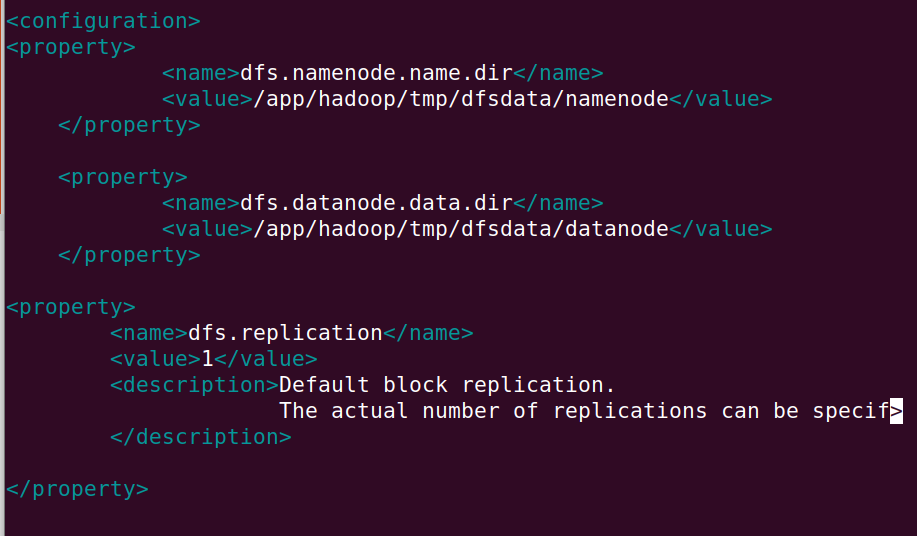 <configuration>
<property>
<name>dfs.namenode.name.dir</name>
<value>/app/hadoop/tmp/dfsdata/namenode</value>
</property>
<property>
<name>dfs.datanode.data.dir</name>
<value>/app/hadoop/tmp/dfsdata/datanode</value>
</property>
<property>
<name>dfs.replication</name>
<value>1</value>
<description>Default block replication.
The actual number of replications can be specif>
</description>
</property>